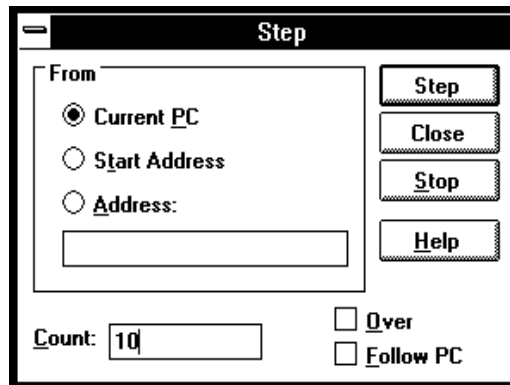 Step
From
Current PC
Start Address
Address:
Step
Close
Stop
Help
Count: 10
Over
Follow PC